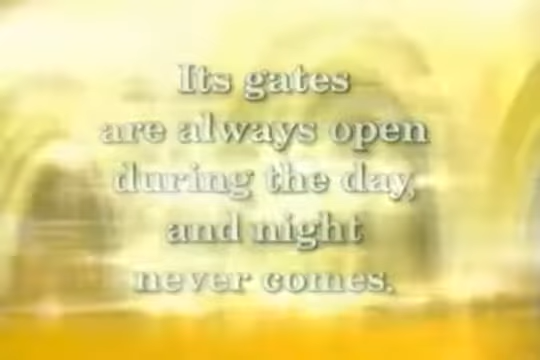 Its gates
are always open
during the day,
and night
never comes.